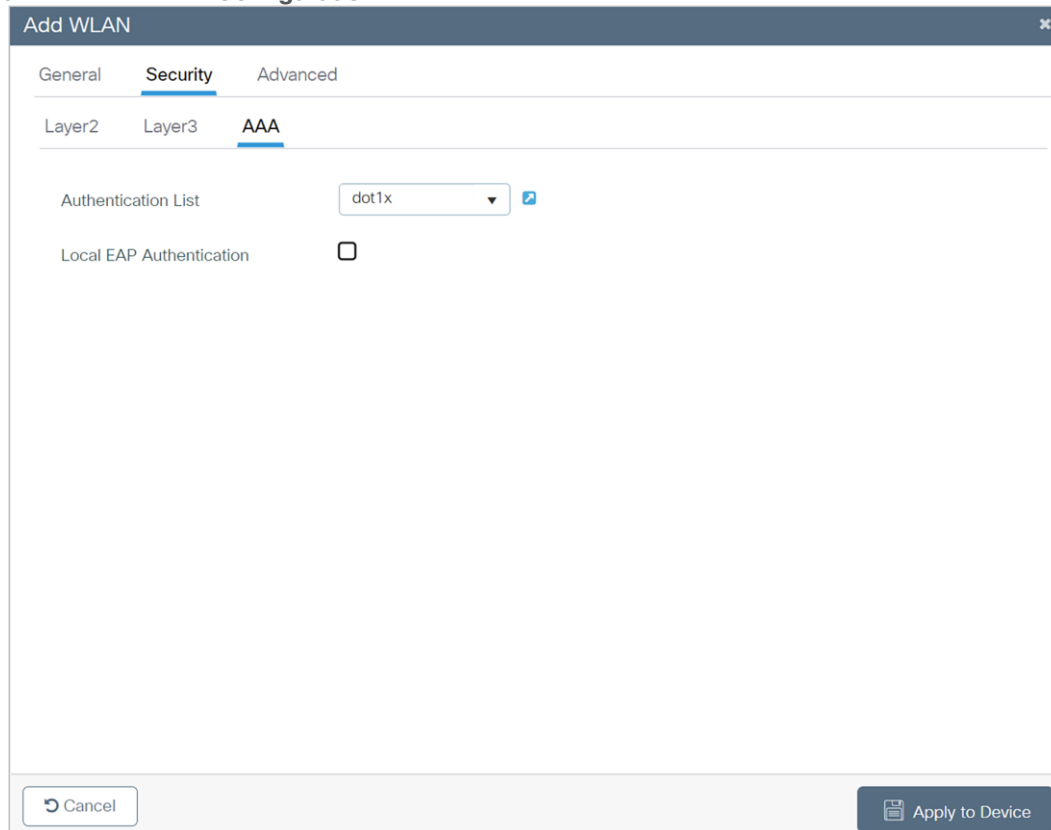 Add WLAN
General Security Advanced
Layer2 Layer3 AAA
Authentication List dot1x
Local EAP Authentication
Cancel
Apply to Device